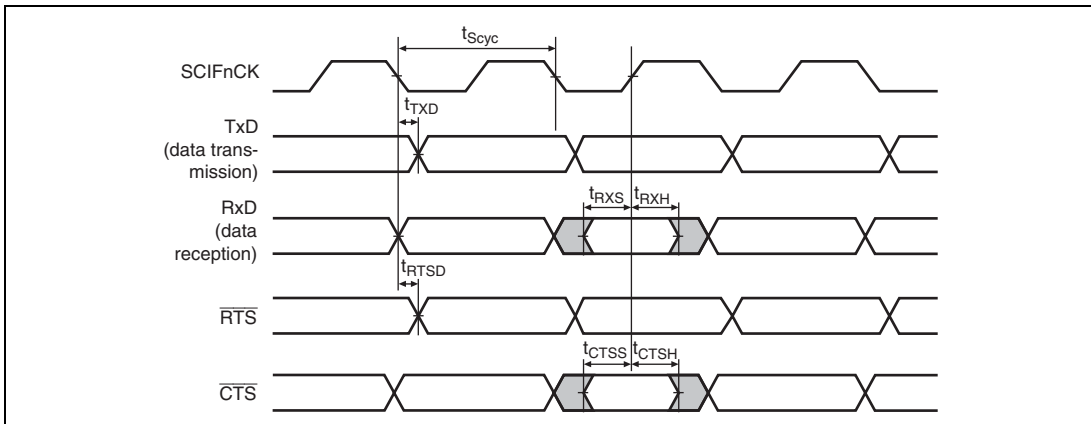 tScyc
SCIFnCK
tTXD
TxD
(data trans-
mission)
tRXS tRXH
RxD
(data
reception)
tRTSD
RTS
tCTSS tCTSH
CTS